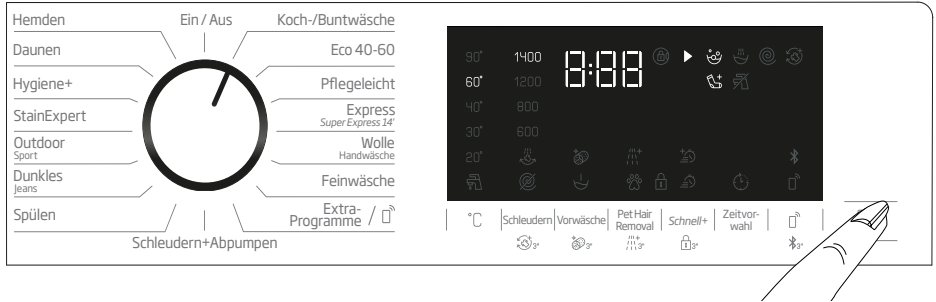 Hemden
Ein / Aus
Koch-/Buntwäsche
Daunen
Eco 40-60
Hygiene+
Pflegeleicht
StainExpert
Express
Super Express 14'
Outdoor
Sport
Wolle
Handwäsche
Dunkles
Jeans
Feinwäsche
Spülen
Extra-
Programme /
Schleudern+Abpumpen
90° 1400 8:88
60° 1200
40° 800
30° 600
20°
°C Schleudern Vorwäsche Pet Hair Removal Schnell+ Zeitvor-
wahl
3" 3" 3" 3" 3"